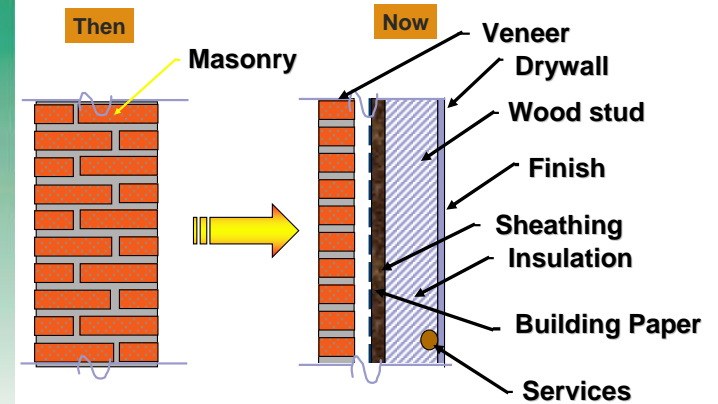 Then
Masonry
Now
Veneer
Drywall
Wood stud
Finish
Sheathing
Insulation
Building Paper
Services